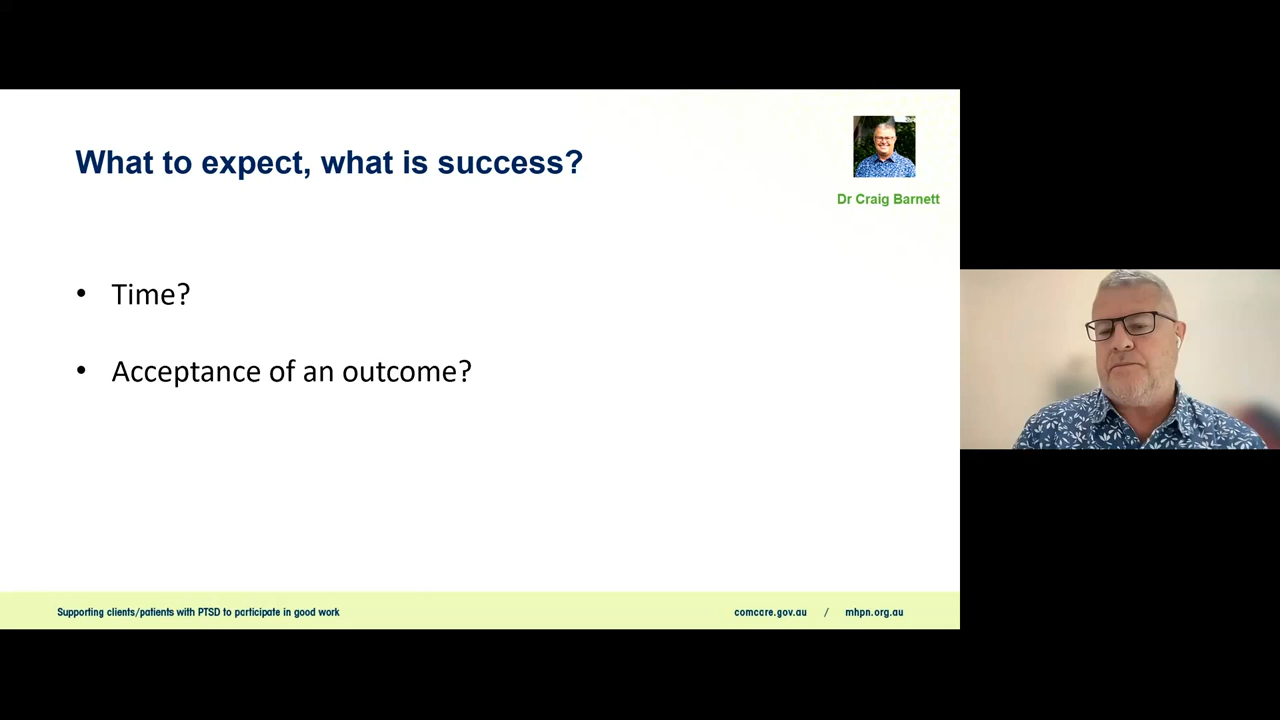 What to expect, what is success?
Dr Craig Barnett
• Time?
• Acceptance of an outcome?
Supporting clients/patients with PTSD to participate in good work
comcare.gov.au / mhpn.org.au